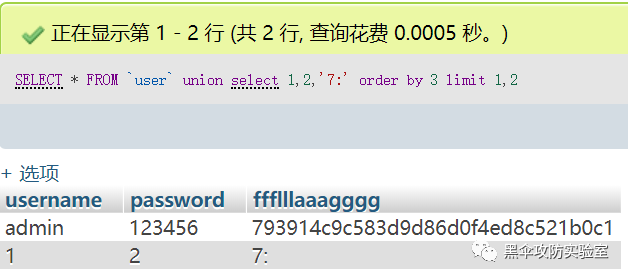 正在显示第 1 - 2 行 (共 2 行, 查询花费 0.0005 秒。)
SELECT * FROM `user` union select 1,2,'7:' order by 3 limit 1,2
+ 选项
username password ffflllaaagggg
admin 123456 793914c9c583d9d86d0f4ed8c521b0c1
1 2 7:
黑伞攻防实验室